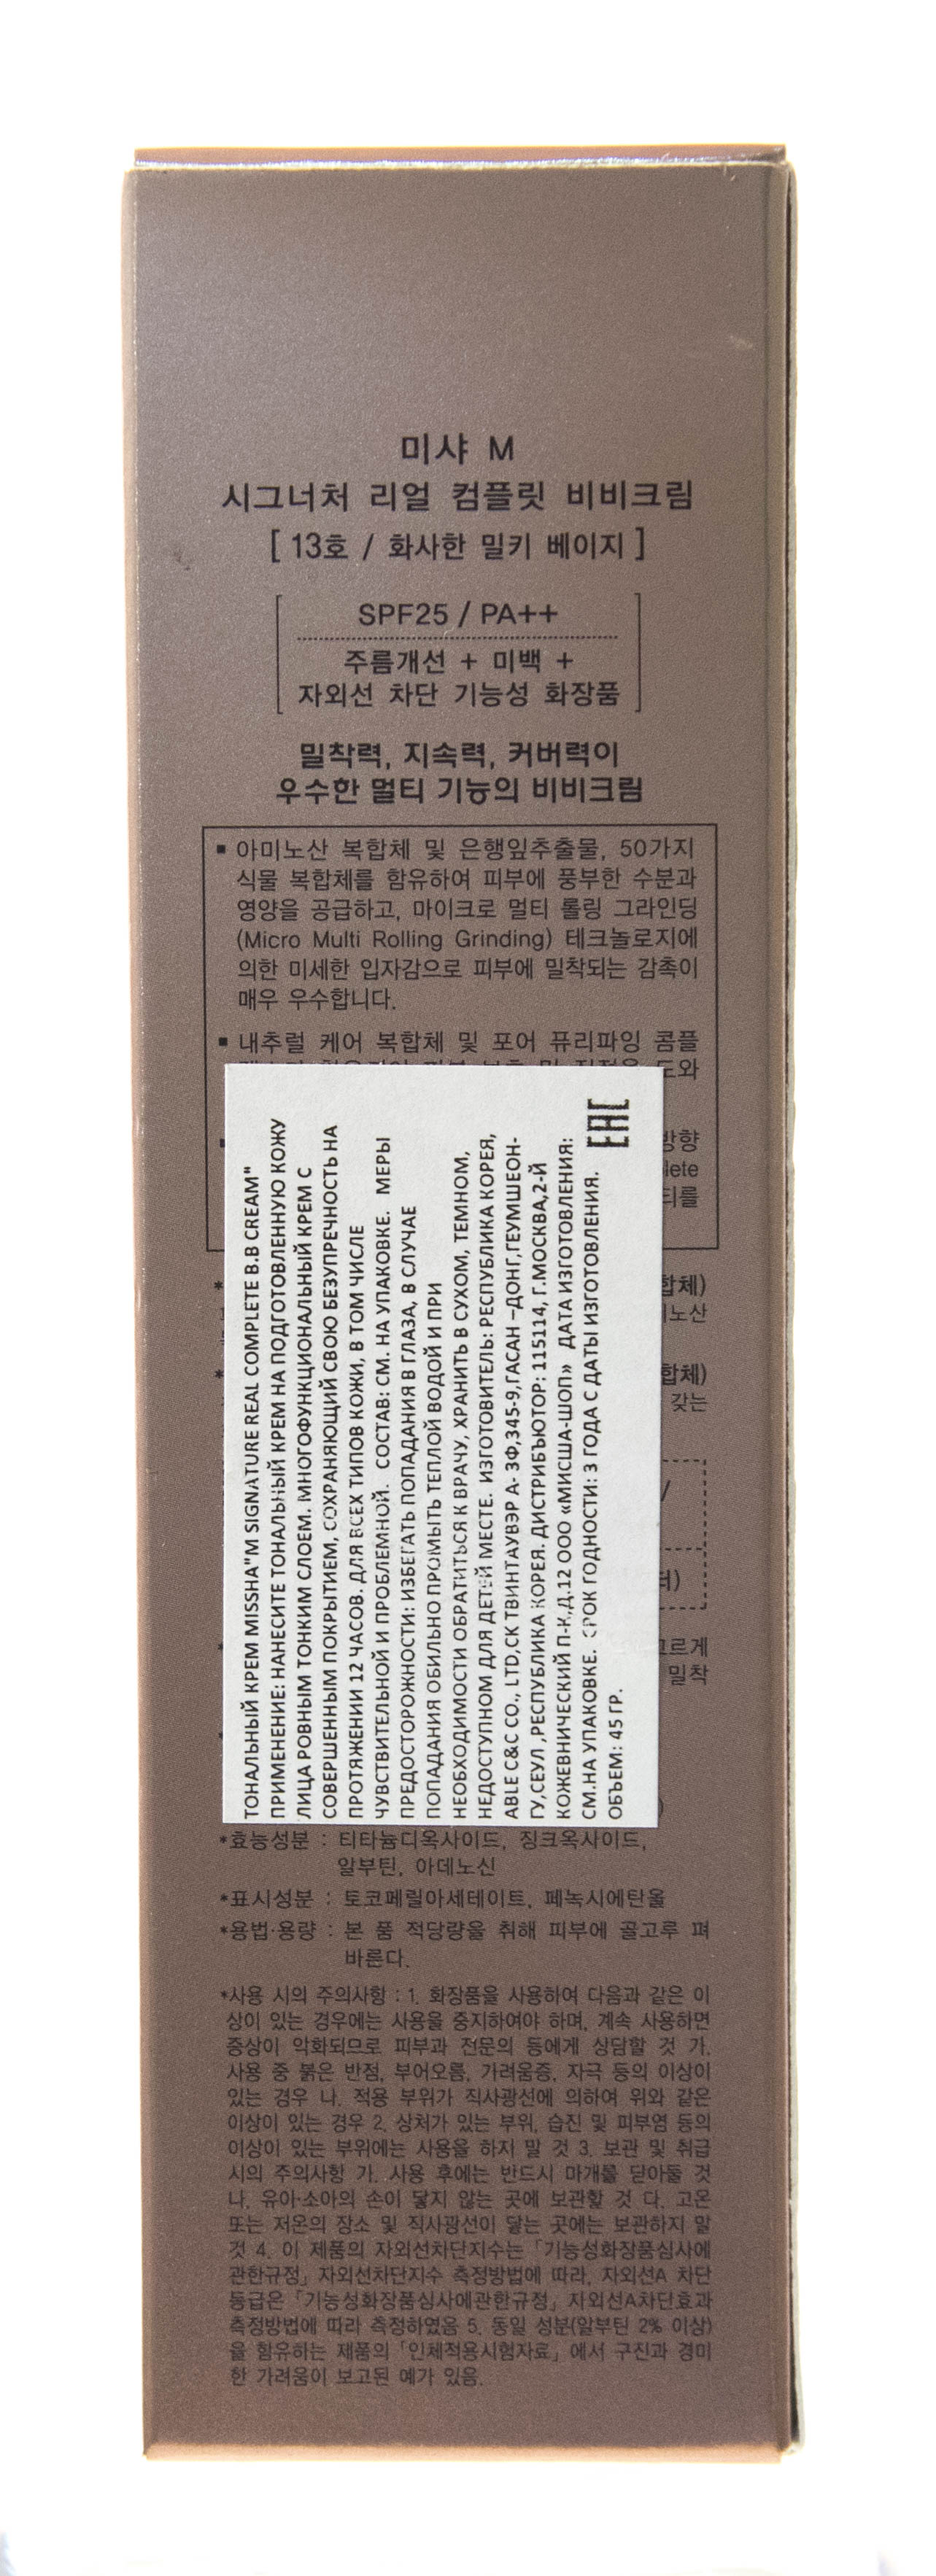 미샤 M
시그너처 리얼 컴플릿 비비크림
[ 13호 / 화사한 밀키 베이지 ]
SPF25 / PA++
주름개선 + 미백 +
자외선 차단 기능성 화장품
밀착력, 지속력, 커버력이
우수한 멀티 기능의 비비크림
▪ 아미노산 복합체 및 은행잎추출물, 50가지
식물 복합체를 함유하여 피부에 풍부한 수분과
영양을 공급하고, 마이크로 멀티 롤링 그라인딩
(Micro Multi Rolling Grinding) 테크놀로지에
의한 미세한 입자감으로 피부에 밀착되는 감촉이
매우 우수합니다.
▪ 내추럴 케어 복합체 및 포어 퓨리파잉 콤플
도와
방향
lete
티를
합체)
노산
합체)
갖는
/
터)
고르게
밀착
)
ТОНАЛЬНЫЙ КРЕМ MISSHA"M SIGNATURE REAL COMPLETE B.B CREAM"
ПРИМЕНЕНИЕ: НАНЕСИТЕ ТОНАЛЬНЫЙ КРЕМ НА ПОДГОТОВЛЕННУЮ КОЖУ
ЛИЦА РОВНЫМ ТОНКИМ СЛОЕМ. МНОГОФУНКЦИОНАЛЬНЫЙ КРЕМ С
СОВЕРШЕННЫМ ПОКРЫТИЕМ, СОХРАНЯЮЩИЙ СВОЮ БЕЗУПРЕЧНОСТЬ НА
ПРОТЯЖЕНИИ 12 ЧАСОВ. ДЛЯ ВСЕХ ТИПОВ КОЖИ, В ТОМ ЧИСЛЕ
ЧУВСТВИТЕЛЬНОЙ И ПРОБЛЕМНОЙ. СОСТАВ: СМ. НА УПАКОВКЕ. МЕРЫ
ПРЕДОСТОРОЖНОСТИ: ИЗБЕГАТЬ ПОПАДАНИЯ В ГЛАЗА, В СЛУЧАЕ
ПОПАДАНИЯ ОБИЛЬНО ПРОМЫТЬ ТЕПЛОЙ ВОДОЙ И ПРИ
НЕОБХОДИМОСТИ ОБРАТИТЬСЯ К ВРАЧУ, ХРАНИТЬ В СУХОМ, ТЕМНОМ,
НЕДОСТУПНОМ ДЛЯ ДЕТЕЙ МЕСТЕ. ИЗГОТОВИТЕЛЬ: РЕСПУБЛИКА КОРЕЯ,
ABLE C&C CO., LTD,СК ТВИНТАУВЭР А- 3Ф,345-9,ГАСАН –ДОНГ,ГЕУМШЕОН-
ГУ,СЕУЛ ,РЕСПУБЛИКА КОРЕЯ. ДИСТРИБЬЮТОР: 115114, Г.МОСКВА,2-Й
КОЖЕВНИЧЕСКИЙ П-К,Д.12 ООО «МИСША-ШОП» ДАТА ИЗГОТОВЛЕНИЯ:
СМ.НА УПАКОВКЕ. СРОК ГОДНОСТИ: 3 ГОДА С ДАТЫ ИЗГОТОВЛЕНИЯ.
ОБЪЕМ: 45 ГР.
EAC
*효능성분 : 티타늄디옥사이드, 징크옥사이드,
알부틴, 아데노신
*표시성분 : 토코페릴아세테이트, 페녹시에탄올
*용법·용량 : 본 품 적당량을 취해 피부에 골고루 펴
바른다.
*사용 시의 주의사항 : 1. 화장품을 사용하여 다음과 같은 이
상이 있는 경우에는 사용을 중지하여야 하며, 계속 사용하면
증상이 악화되므로 피부과 전문의 등에게 상담할 것 가.
사용 중 붉은 반점, 부어오름, 가려움증, 자극 등의 이상이
있는 경우 나. 적용 부위가 직사광선에 의하여 위와 같은
이상이 있는 경우 2. 상처가 있는 부위, 습진 및 피부염 등의
이상이 있는 부위에는 사용을 하지 말 것 3. 보관 및 취급
시의 주의사항 가. 사용 후에는 반드시 마개를 닫아둘 것
나. 유아·소아의 손이 닿지 않는 곳에 보관할 것 다. 고온
또는 저온의 장소 및 직사광선이 닿는 곳에는 보관하지 말
것 4. 이 제품의 자외선차단지수는 「기능성화장품심사에
관한규정」 자외선차단지수 측정방법에 따라, 자외선A 차단
등급은 「기능성화장품심사에관한규정」 자외선A차단효과
측정방법에 따라 측정하였음 5. 동일 성분(알부틴 2% 이상)
을 함유하는 제품의 「인체적용시험자료」에서 구진과 경미
한 가려움이 보고된 예가 있음.